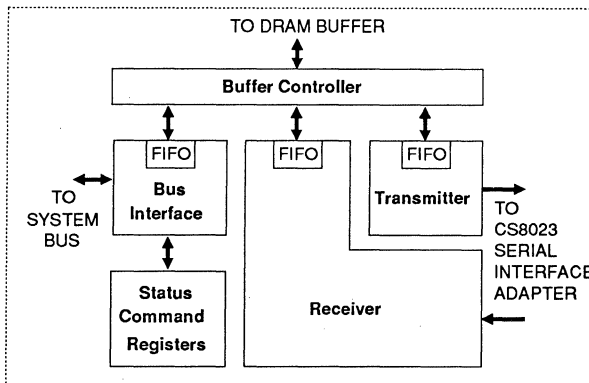 TO DRAM BUFFER
Buffer Controller
FIFO
FIFO
FIFO
Bus
Interface
Transmitter
TO
SYSTEM
BUS
TO
CS8023
SERIAL
INTERFACE
ADAPTER
Status
Command
Registers
Receiver